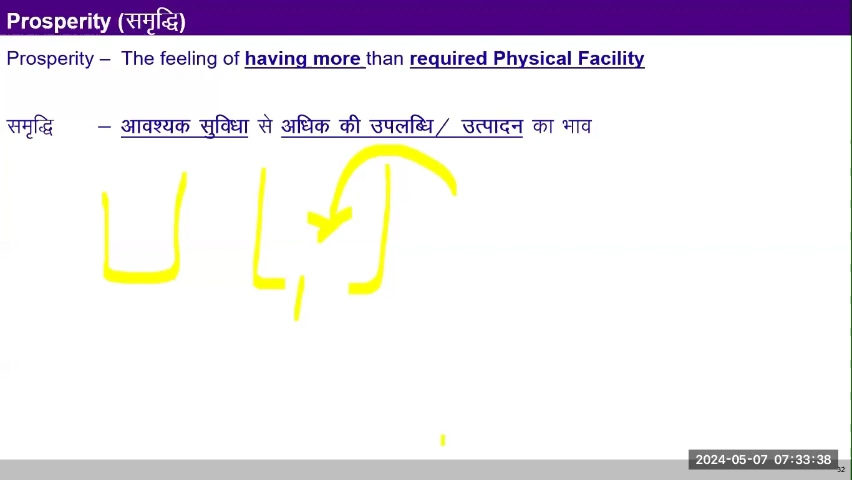 Prosperity (समृद्धि)
Prosperity – The feeling of having more than required Physical Facility
समृद्धि – आवश्यक सुविधा से अधिक की उपलब्धि/ उत्पादन का भाव
2024-05-07 07:33:38
32